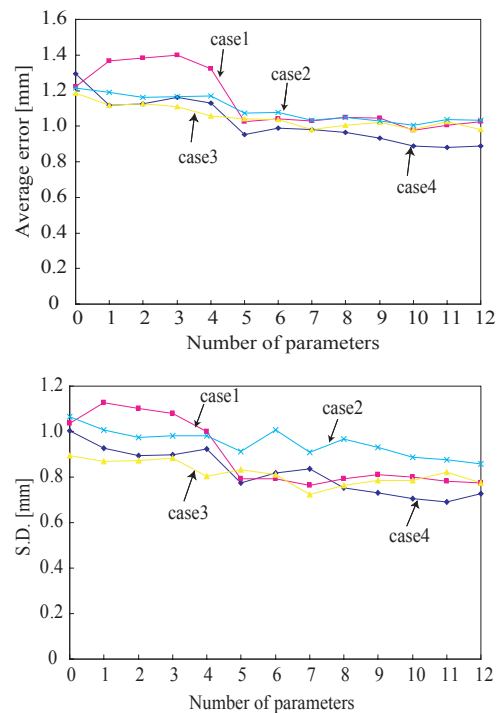 1.6
1.4
1.2
1.0
0.8
0.6
0.4
0.2
0
Average error [mm]
case1
case2
case3
case4
0 1 2 3 4 5 6 7 8 9 10 11 12
Number of parameters
1.2
1.0
0.8
0.6
0.4
0.2
0
S.D. [mm]
case1
case2
case3
case4
0 1 2 3 4 5 6 7 8 9 10 11 12
Number of parameters